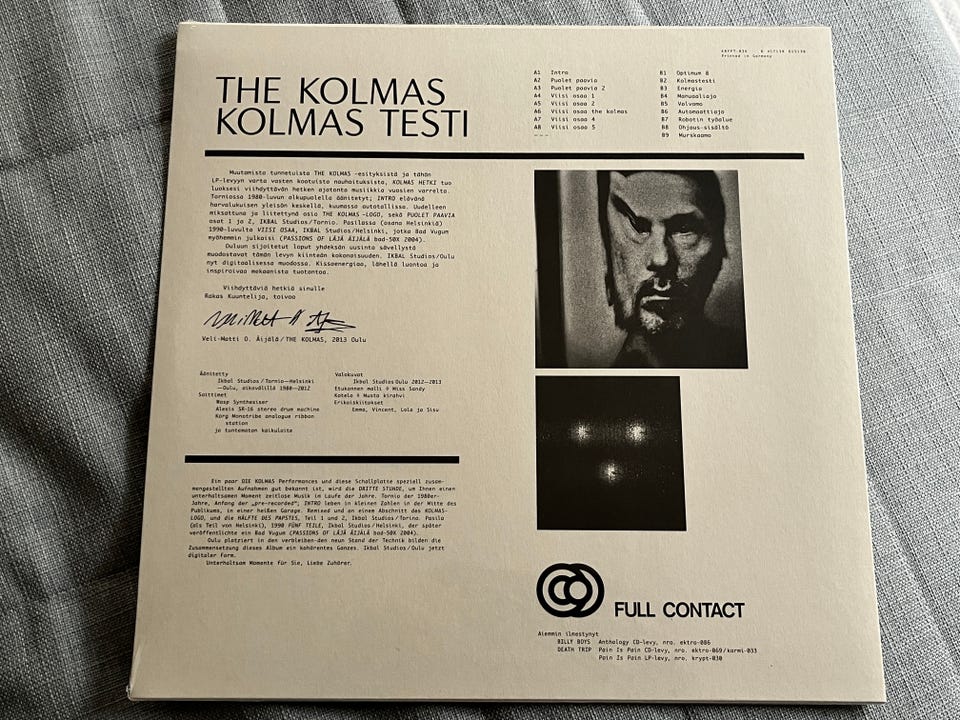 KRYPT-034
Printed in Germany
THE KOLMAS
KOLMAS TESTI
A1 Intro
A2 Puolet paavia
A3 Puolet paavia 2
A4 Viisi osaa 1
A5 Viisi osaa 2
A6 Viisi osaa the kolmas
A7 Viisi osaa 4
A8 Viisi osaa 5
B1 Optimum 8
B2 Kolmastesti
B3 Energia
B4 Manuaaliajo
B5 Valvomo
B6 Automaattiajo
B7 Robotin työalue
B8 Ohjaus-sisältö
B9 Murskaamo
Muutamista tunnetuista THE KOLMAS -esityksistä ja tähän
LP-levyyn varta vasten kootuista nauhoituksista, KOLMAS HETKI tuo
luoksesi viihdyttävän hetken ajatonta musiikkia vuosien varrelta.
Torniossa 1980-luvun alkupuolella äänitetyt; INTRO elävänä
harvalukuisen yleisön keskellä, kuumassa autotallissa. Uudelleen
miksattuna ja liitettynä osio THE KOLMAS -LOGO, sekä PUOLET PAAVIA
osat 1 ja 2, IKBAL Studios/Tornio. Pasilassa (osana Helsinkiä)
1990-luvulta VIISI OSAA, IKBAL Studios/Helsinki, jotka Bad Vugum
myöhemmin julkaisi (PASSIONS OF LÄJÄ ÄIJÄLÄ bad-50X 2004).
Ouluun sijoitetut loput yhdeksän uusinta sävellystä
muodostavat tämän levyn kiinteän kokonaisuuden. IKBAL Studios/Oulu
nyt digitaalisessa muodossa. Kissaenergiaa, lähellä luontoa ja
inspiroivaa mekaanista tuotantoa.
Viihdyttäviä hetkiä sinulle
Rakas Kuuntelija, toivoo
Veli-Matti O. Äijälä/THE KOLMAS, 2013 Oulu
Äänitetty
Ikbal Studios/Tornio—Helsinki
—Oulu, aikavälillä 1980—2012
Soittimet
Wasp Synthesiser
Alesis SR-16 stereo drum machine
Korg Monotribe analogue ribbon
station
ja tuntematon kaikulaite
Valokuvat
Ikbal Studios Oulu 2012—2013
Etukannen malli ♀ Miss Sandy
Katela ♀ Musta kirahvi
Erikoiskiitokset
Emma, Vincent, Lola ja Sisu
Ein paar DIE KOLMAS Performances und diese Schallplatte speziell zusam-
mengestellten Aufnahmen gut bekannt ist, wird die DRITTE STUNDE, um Ihnen einen
unterhaltsamen Moment zeitlose Musik im Laufe der Jahre. Tornio der 1980er-
Jahre, Anfang der „pre-recorded"; INTRO leben in kleinen Zahlen in der Mitte des
Publikums, in einer heißen Garage. Remixed und an einem Abschnitt des KOLMAS-
LOGO, und die HÄLFTE DES PAPSTES, Teil 1 und 2, Ikbal Studios/Torino. Pasila
(als Teil von Helsinki), 1990 FÜNF TEILE, Ikbal Studios/Helsinki, der später
veröffentlichte ein Bad Vugum (PASSIONS OF LÄJÄ ÄIJÄLÄ bad-50X 2004).
Oulu platziert in den verbleiben-den neun Stand der Technik bilden die
Zusammensetzung dieses Album ein kohärentes Ganzes. Ikbal Studios/Oulu jetzt
digitaler Form.
Unterhaltsam Momente für Sie, Liebe Zuhörer.
FULL CONTACT
Aiemmin ilmestynyt
BILLY BOYS Anthology CD-levy, nro. ektro-086
DEATH TRIP Pain Is Pain CD-levy, nro. ektro-069/karmi-033
Pain Is Pain LP-levy, nro. krypt-030